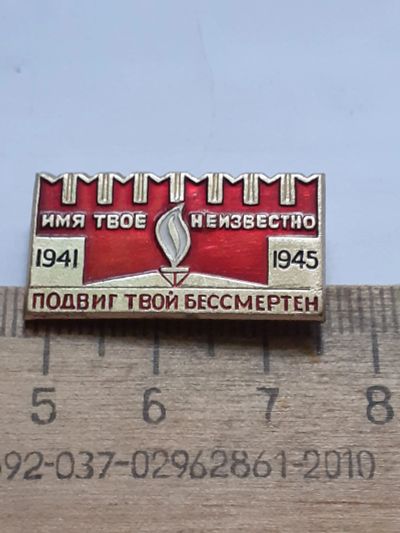 ИМЯ ТВОЕ НЕИЗВЕСТНО
1941 1945
ПОДВИГ ТВОЙ БЕССМЕРТЕН
5 6 7 8
92-037-02962861-2010